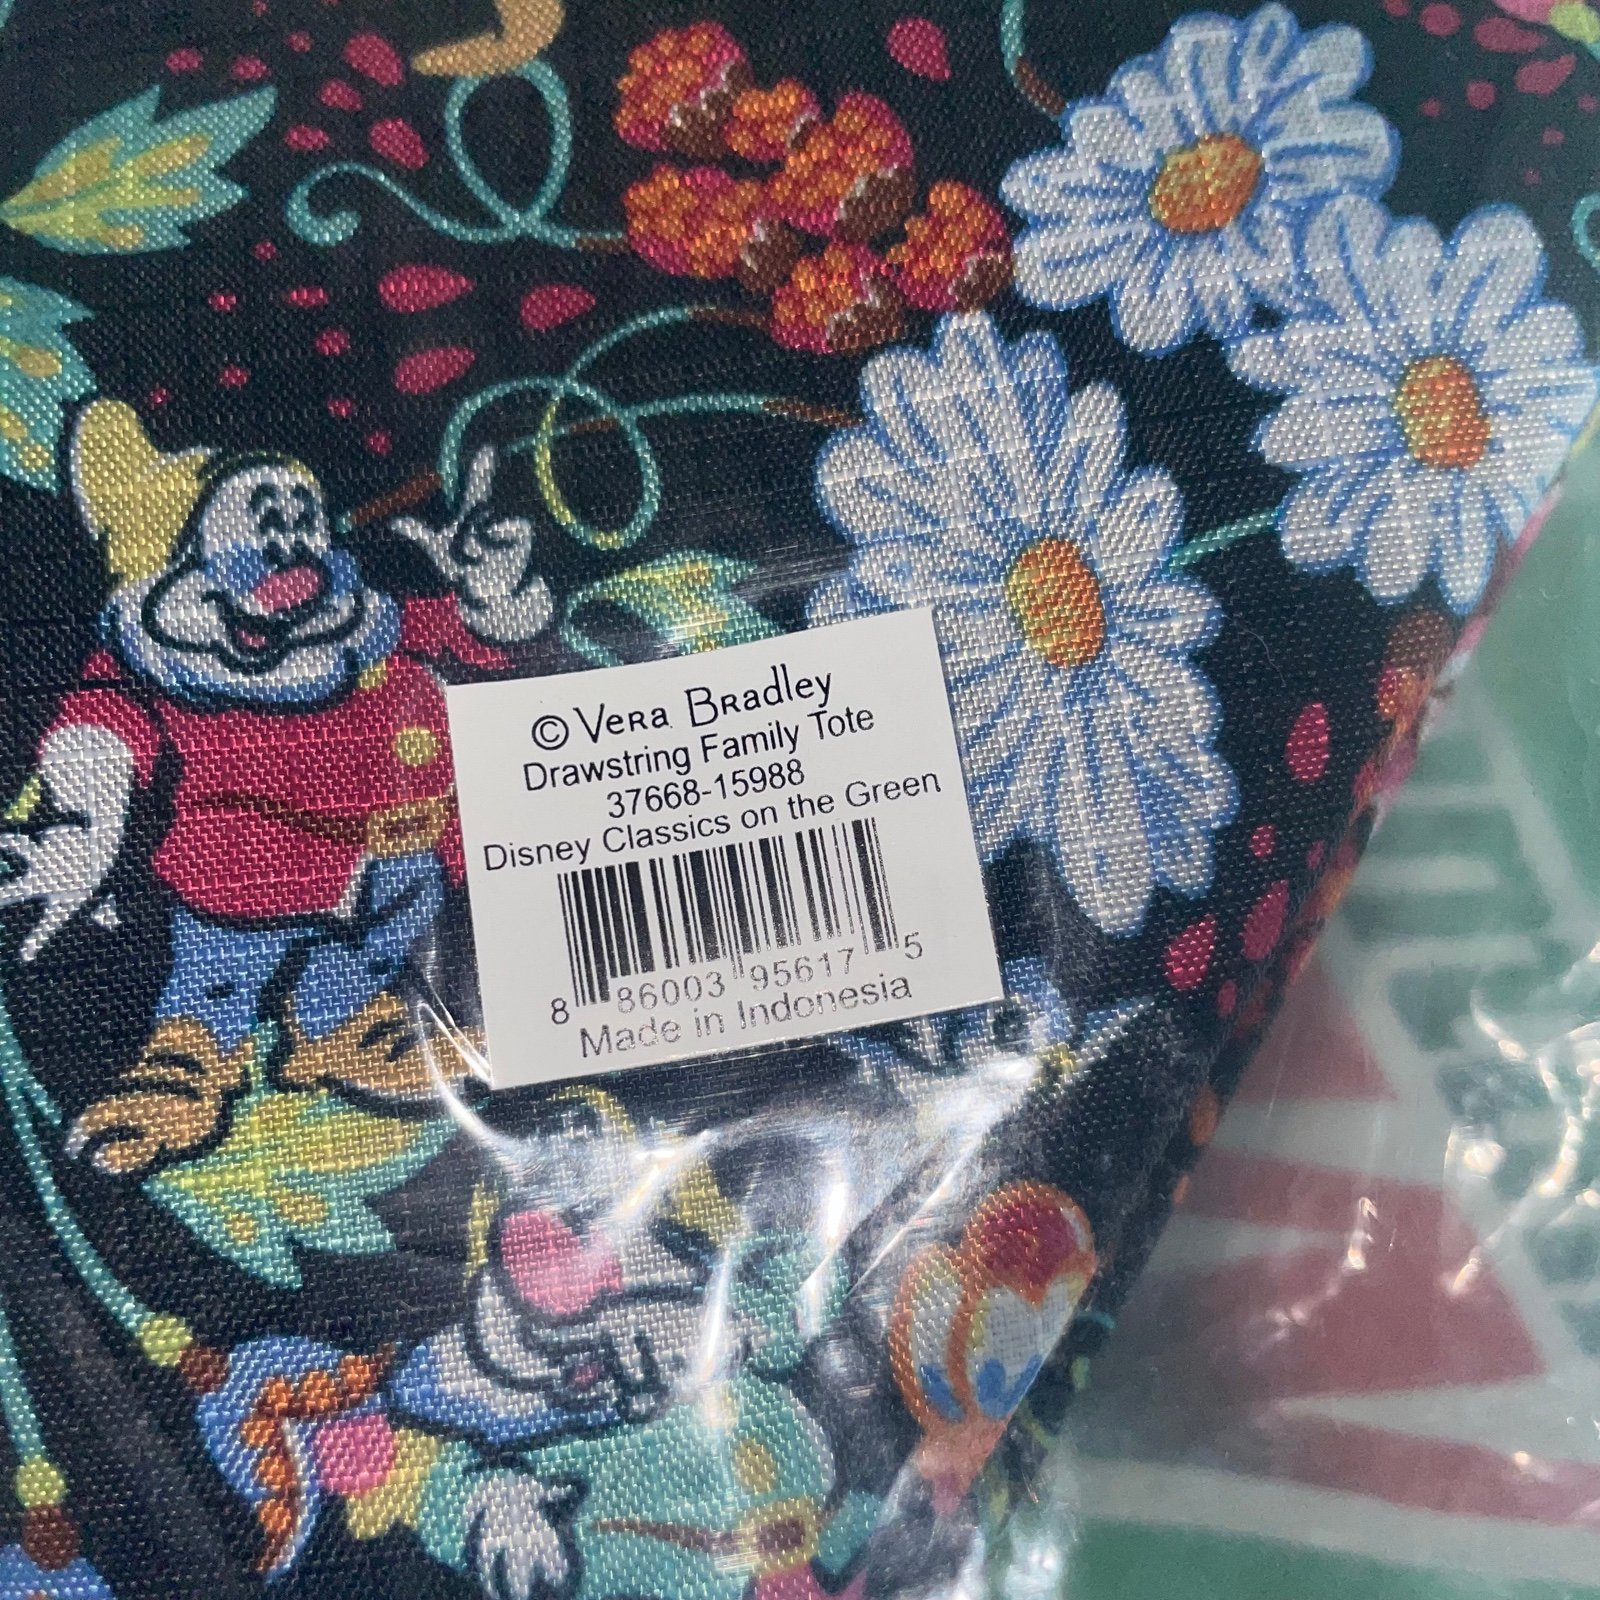 © Vera Bradley
Drawstring Family Tote
37668-15988
Disney Classics on the Green
8 86003 95617 5
Made in Indonesia